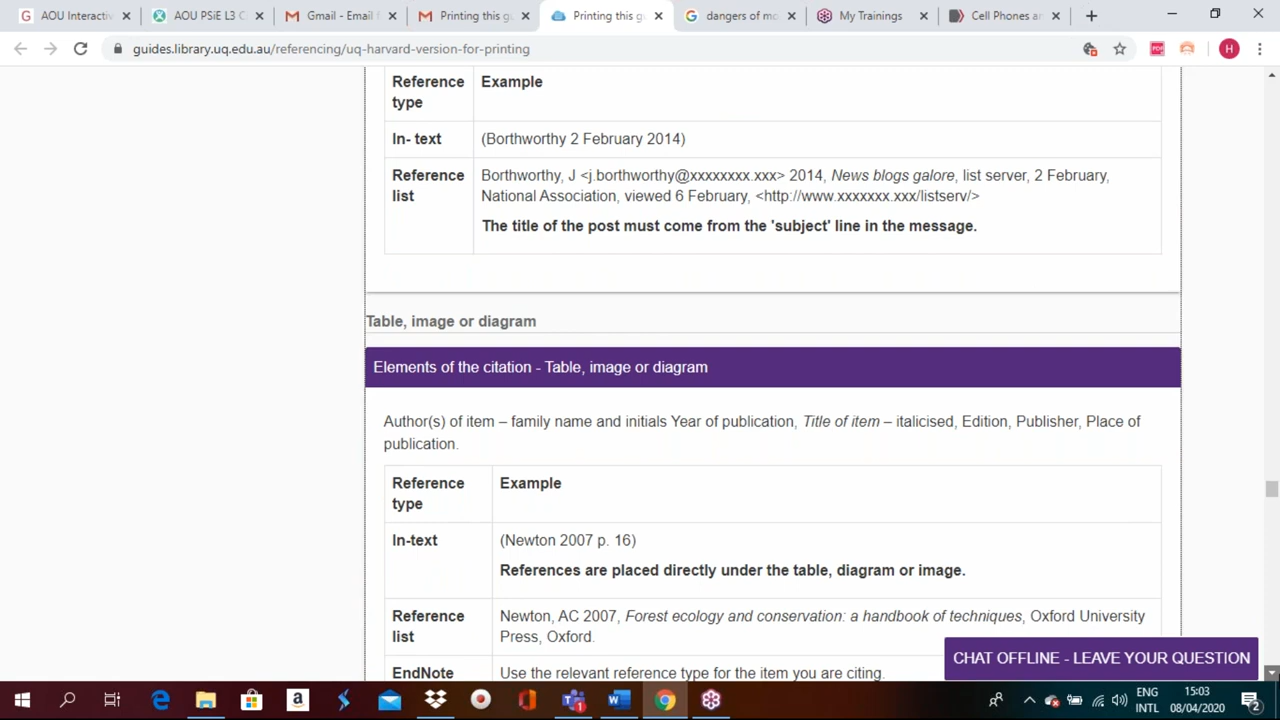 AOU Interactiv
AOU PSiE L3 C
Gmail - Email f
Printing this g
Printing this g
dangers of mo
My Trainings
Cell Phones an
guides.library.uq.edu.au/referencing/uq-harvard-version-for-printing
PDF
H
Reference type
Example
In- text
(Borthworthy 2 February 2014)
Reference list
Borthworthy, J <j.borthworthy@xxxxxxxx.xxx> 2014, News blogs galore, list server, 2 February,
National Association, viewed 6 February, <http://www.xxxxxxx.xxx/listserv/>
The title of the post must come from the 'subject' line in the message.
Table, image or diagram
Elements of the citation - Table, image or diagram
Author(s) of item – family name and initials Year of publication, Title of item – italicised, Edition, Publisher, Place of
publication.
Reference type
Example
In-text
(Newton 2007 p. 16)
References are placed directly under the table, diagram or image.
Reference list
Newton, AC 2007, Forest ecology and conservation: a handbook of techniques, Oxford University
Press, Oxford.
EndNote
Use the relevant reference type for the item you are citing.
CHAT OFFLINE - LEAVE YOUR QUESTION
ENG
INTL
15:03
08/04/2020
2